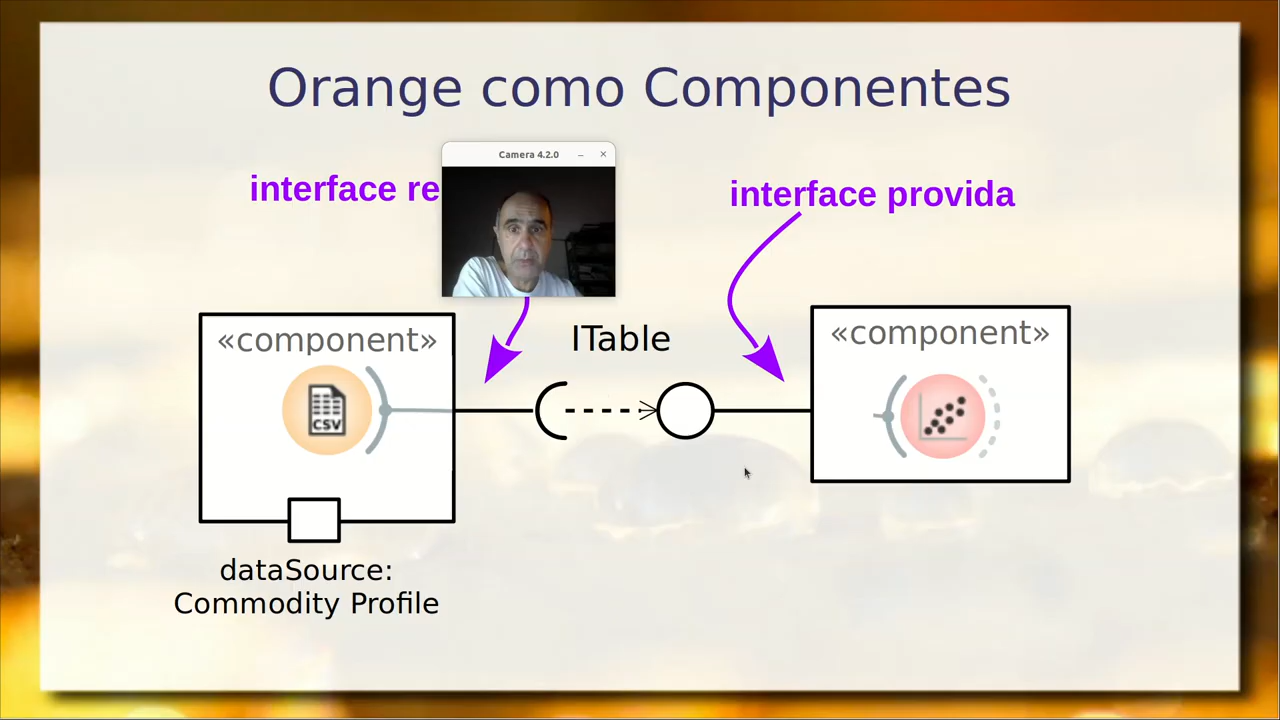 Orange como Componentes
Camera 4.2.0
interface re
interface provida
ITable
«component»
«component»
CSV
dataSource:
Commodity Profile